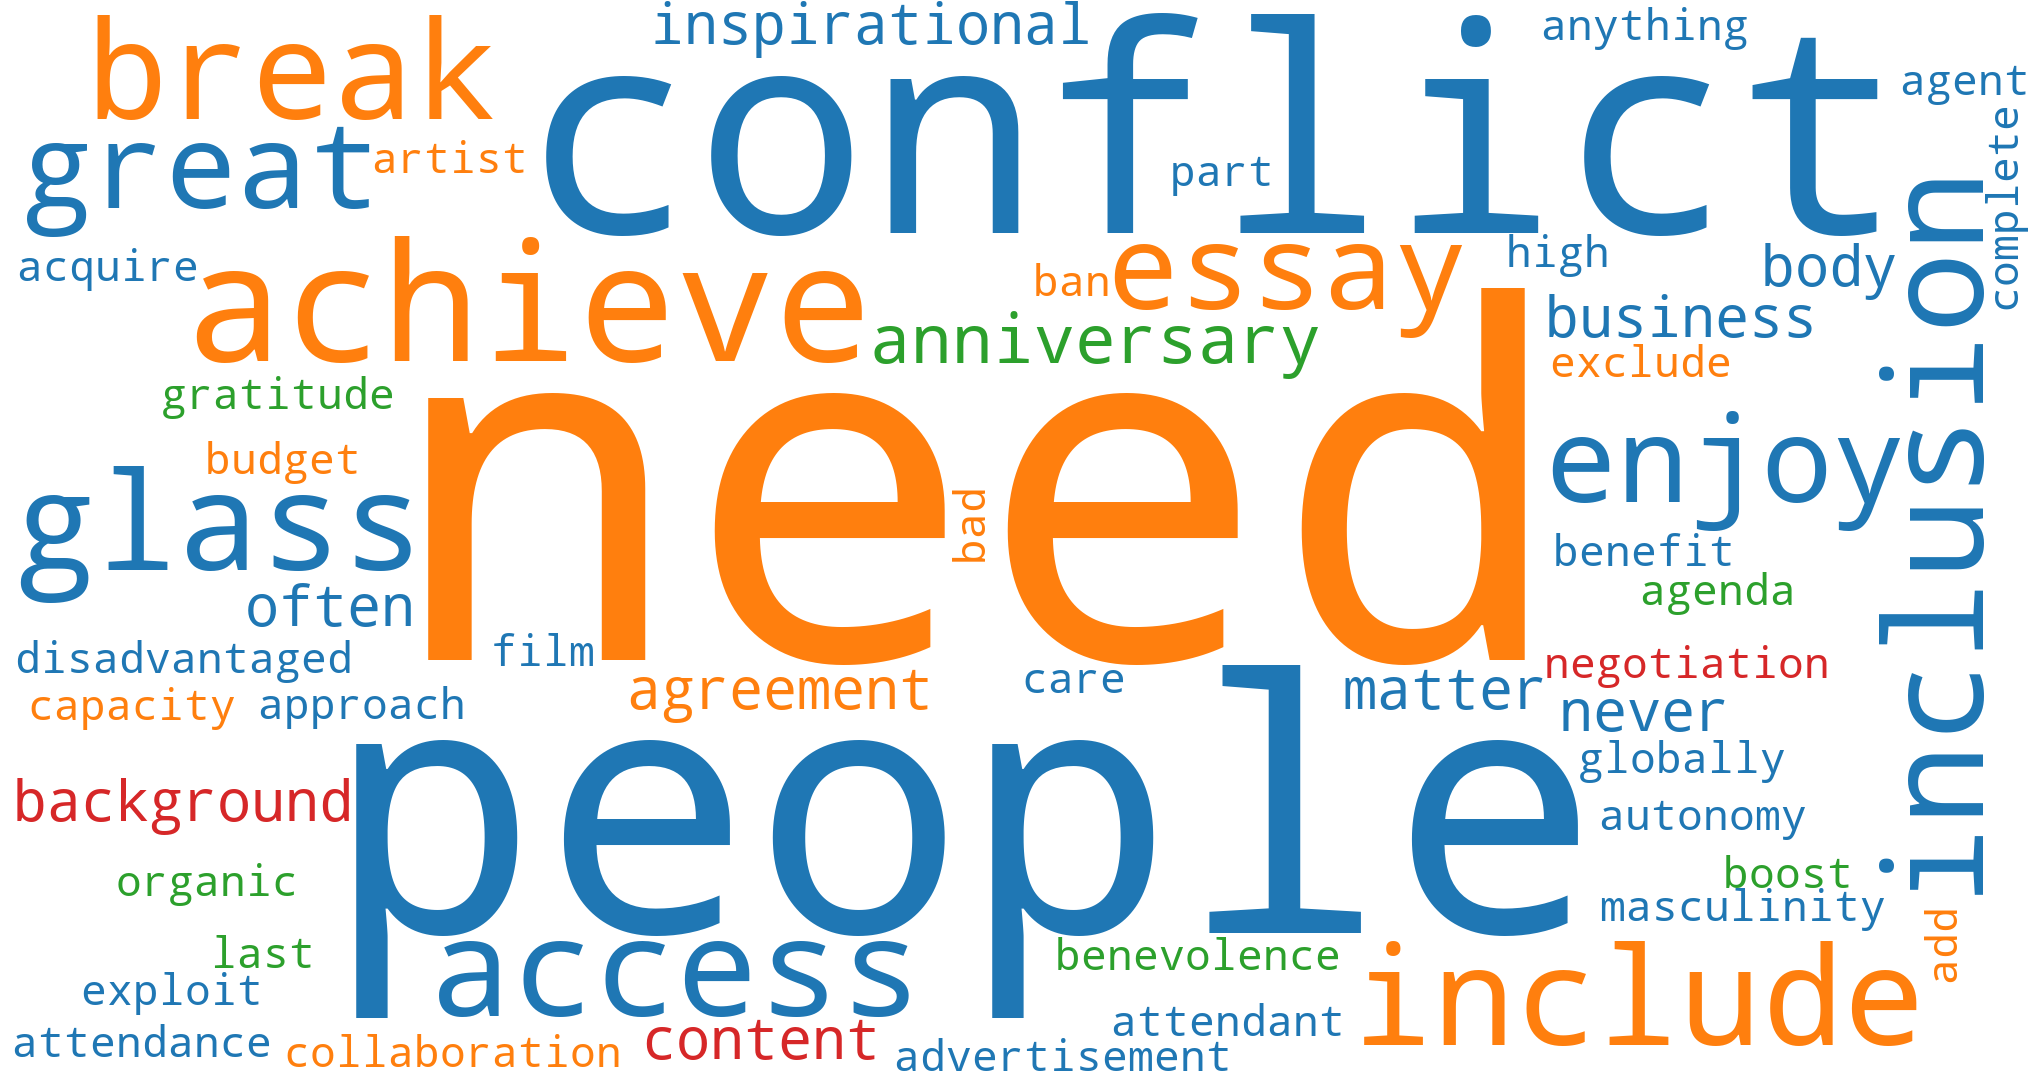 inspirational
anything
break
conflict
agent
great
artist
part
complete
acquire
achieve
ban
essay
high
body
inclusion
anniversary
business
exclude
gratitude
need
budget
enjoy
glass
bad
benefit
often
agenda
disadvantaged
film
care
negotiation
capacity
approach
agreement
matter
never
people
globally
background
autonomy
organic
boost
masculinity
last
access
benevolence
include
add
exploit
attendance
collaboration
content
attendant
advertisement